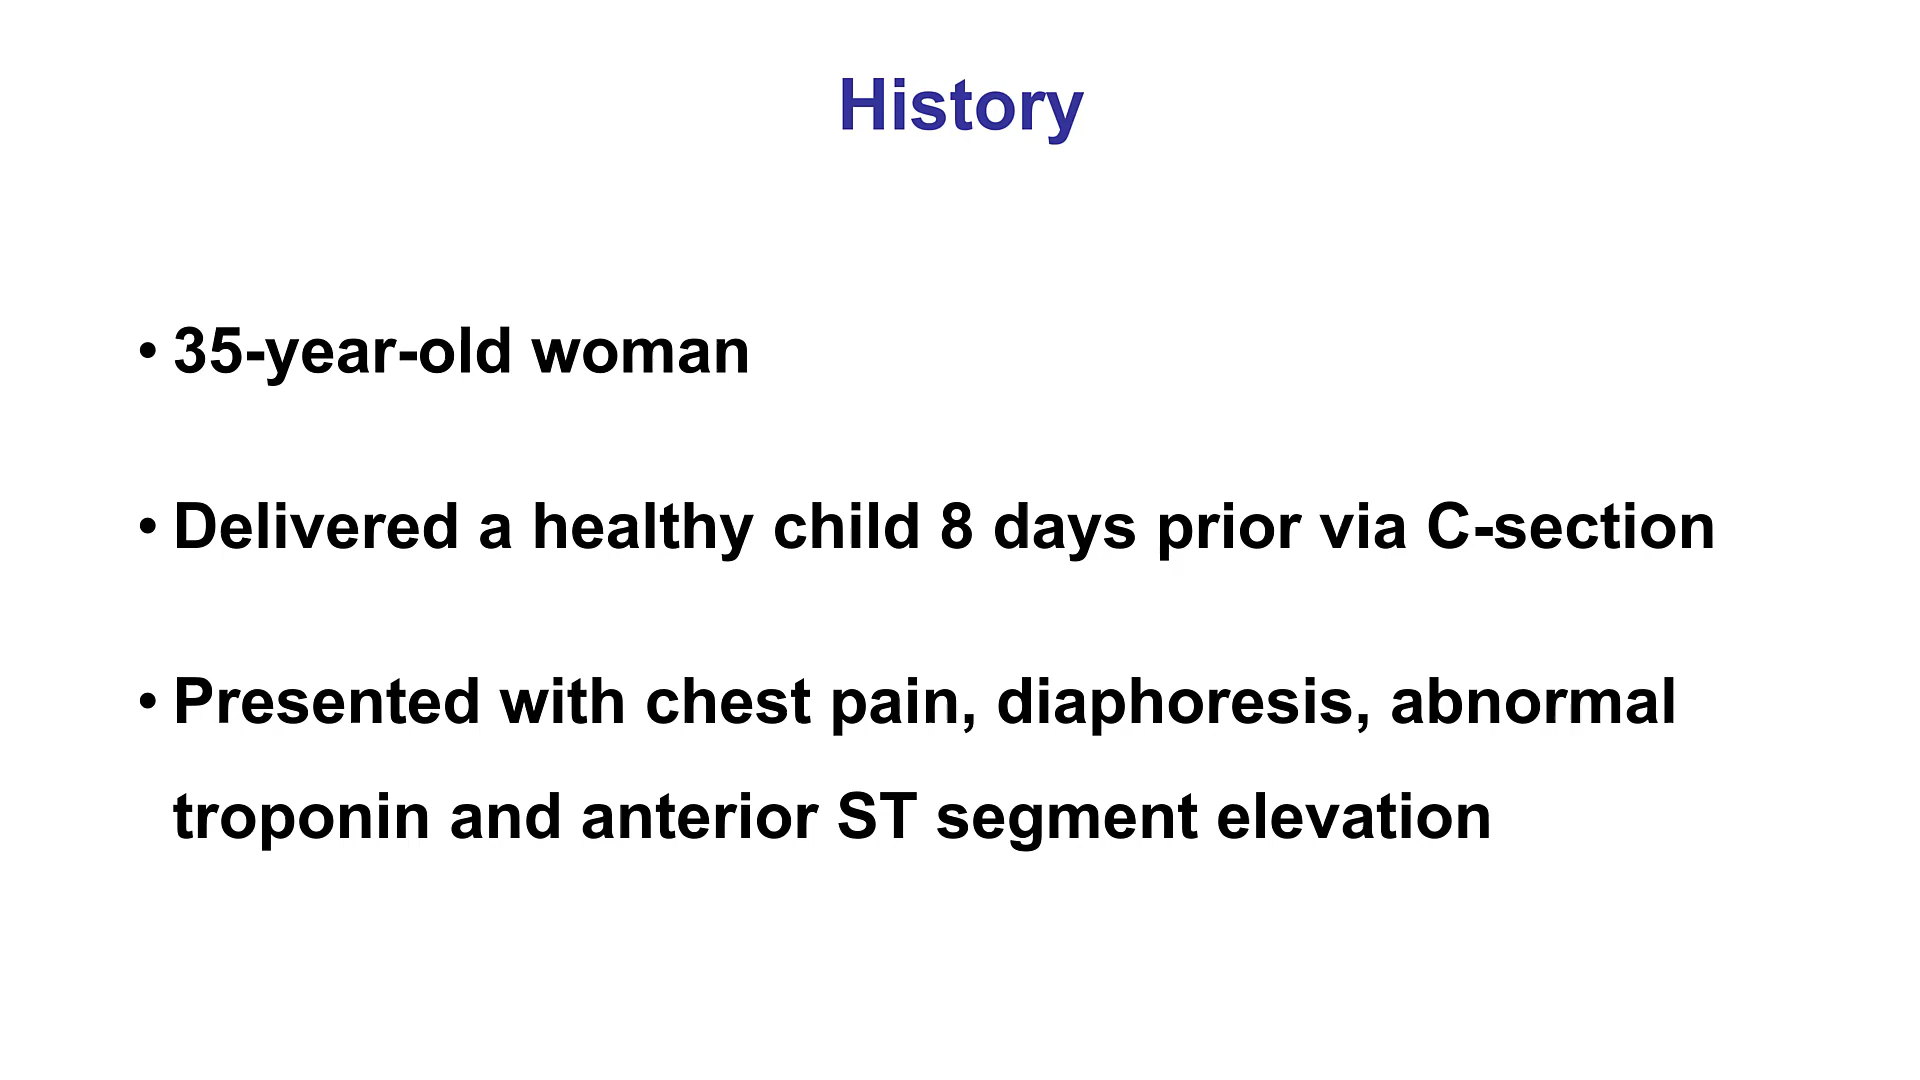 History
• 35-year-old woman
• Delivered a healthy child 8 days prior via C-section
• Presented with chest pain, diaphoresis, abnormal
troponin and anterior ST segment elevation